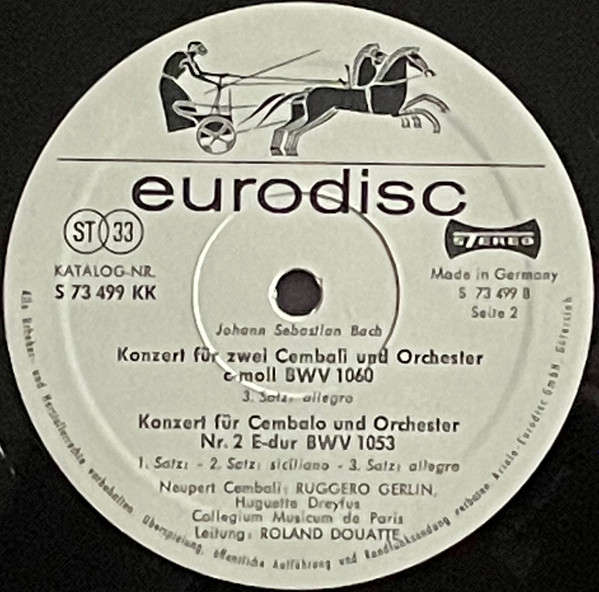 eurodisc
ST 33
STEREO
KATALOG-NR.
S 73 499 KK
Made in Germany
S 73 499 B
Seite 2
Johann Sebastian Bach
Konzert für zwei Cembali und Orchester
c-moll BWV 1060
3. Satz: allegro
Konzert für Cembalo und Orchester
Nr. 2 E-dur BWV 1053
1. Satz: - 2. Satz: siciliano - 3. Satz: allegro
Neupert Cembali: RUGGERO GERLIN,
Huguette Dreyfus
Collegium Musicum de Paris
Leitung: ROLAND DOUATTE
Alle Urheber- und Herstellerrechte vorbehalten. Überspielung, öffentliche Aufführung und Rundfunksendung verboten. Ariola-Eurodisc GmbH. Gütersloh